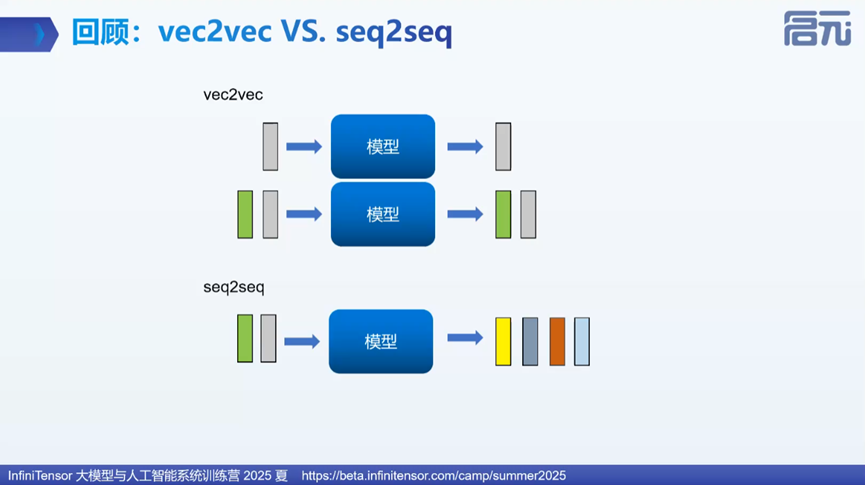 回顾：vec2vec VS. seq2seq
启元
vec2vec
模型
模型
seq2seq
模型
InfiniTensor 大模型与人工智能系统训练营 2025 夏 https://beta.infinitensor.com/camp/summer2025